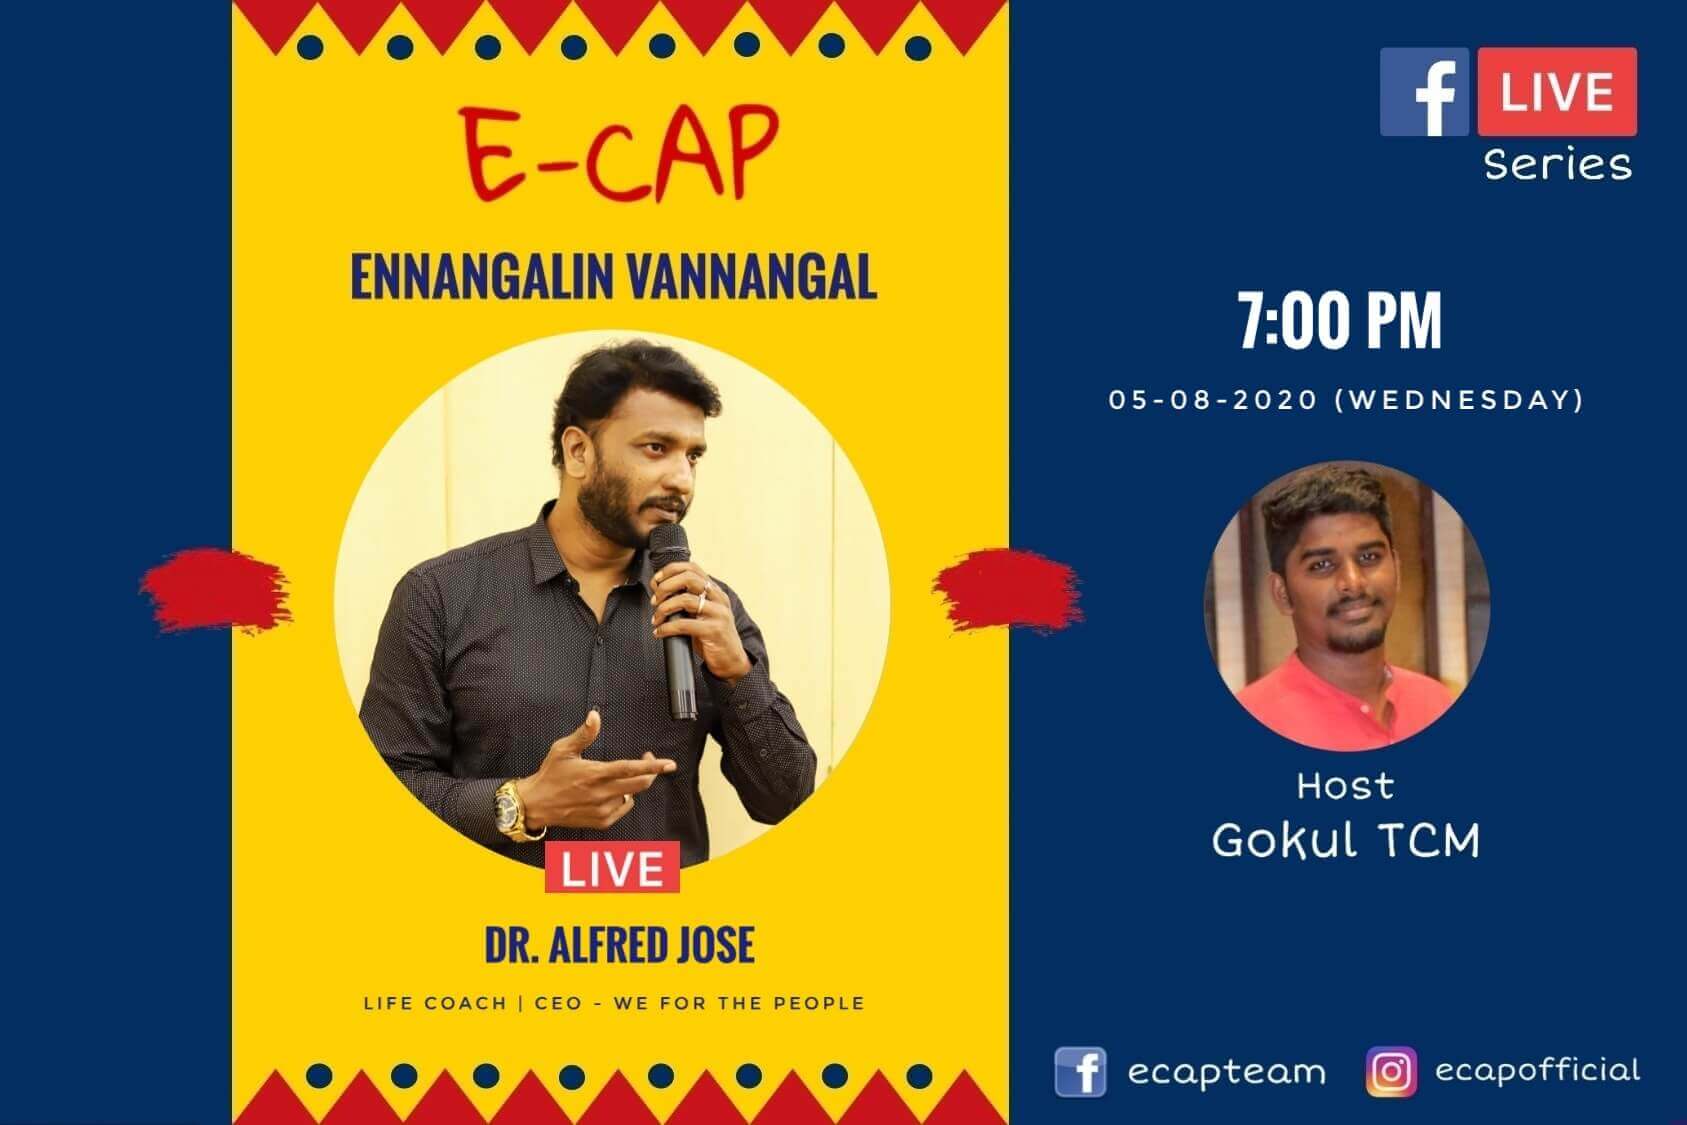 E-CAP
ENNANGALIN VANNANGAL
LIVE
DR. ALFRED JOSE
LIFE COACH | CEO - WE FOR THE PEOPLE
f LIVE
Series
7:00 PM
05-08-2020 (WEDNESDAY)
Host
Gokul TCM
f ecapteam
ecapofficial